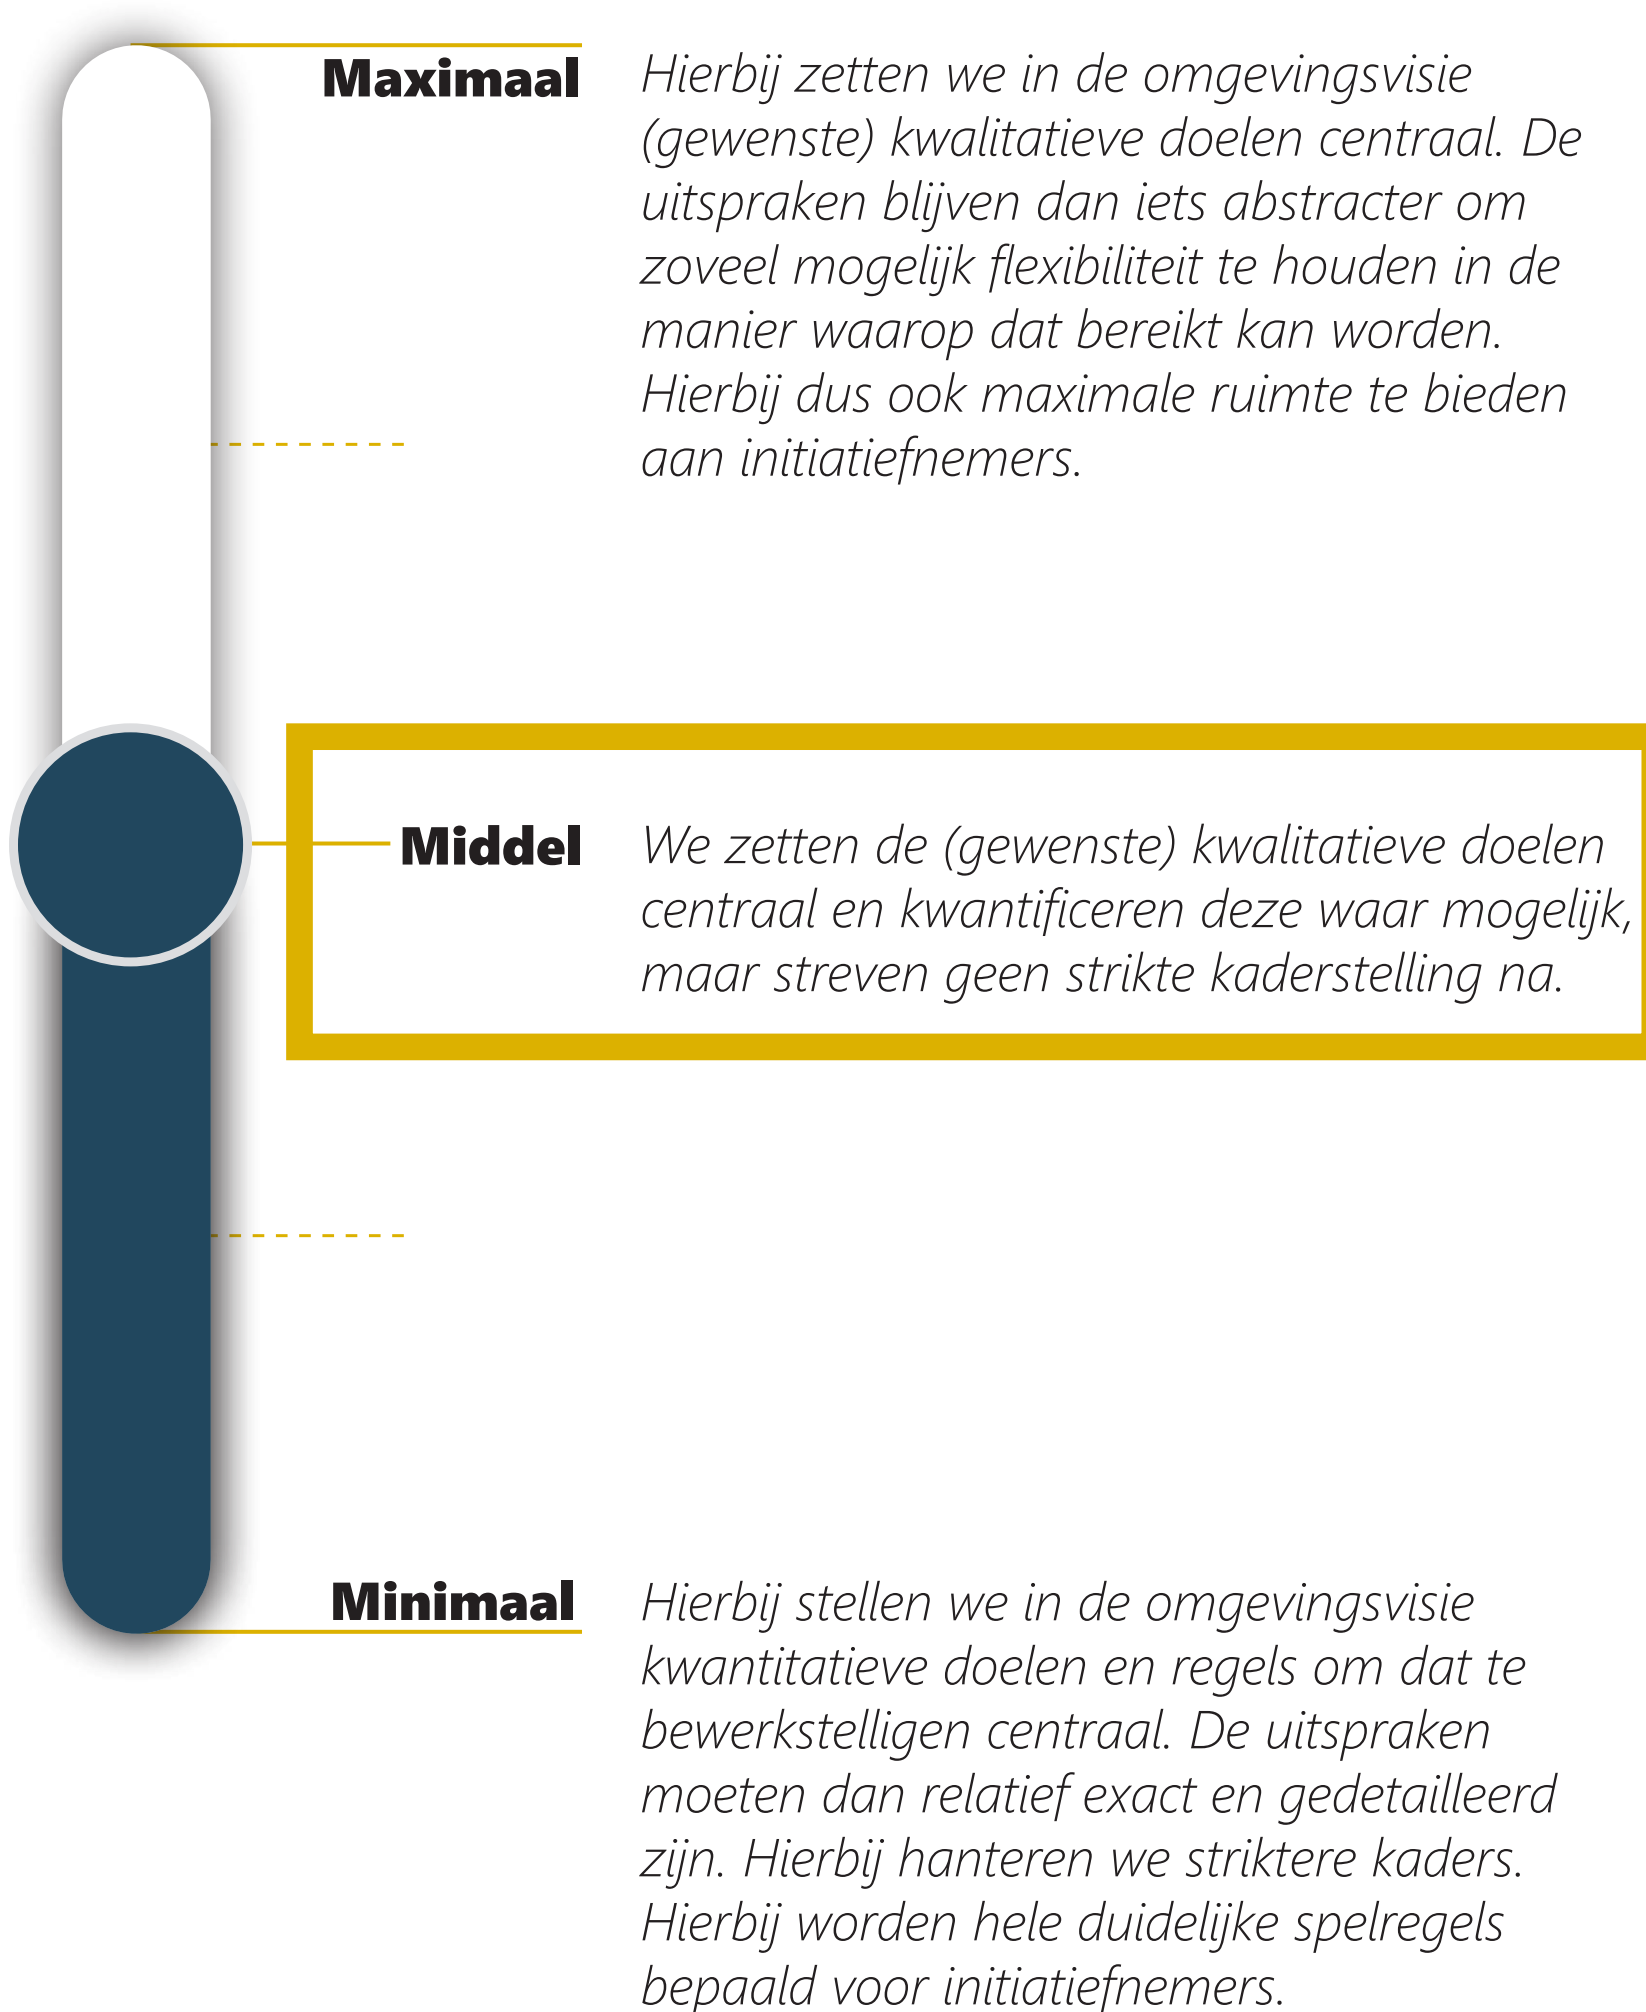 Maximaal
Hierbij zetten we in de omgevingsvisie
(gewenste) kwalitatieve doelen centraal. De
uitspraken blijven dan iets abstracter om
zoveel mogelijk flexibiliteit te houden in de
manier waarop dat bereikt kan worden.
Hierbij dus ook maximale ruimte te bieden
aan initiatiefnemers.
Middel
We zetten de (gewenste) kwalitatieve doelen
centraal en kwantificeren deze waar mogelijk,
maar streven geen strikte kaderstelling na.
Minimaal
Hierbij stellen we in de omgevingsvisie
kwantitatieve doelen en regels om dat te
bewerkstelligen centraal. De uitspraken
moeten dan relatief exact en gedetailleerd
zijn. Hierbij hanteren we striktere kaders.
Hierbij worden hele duidelijke spelregels
bepaald voor initiatiefnemers.